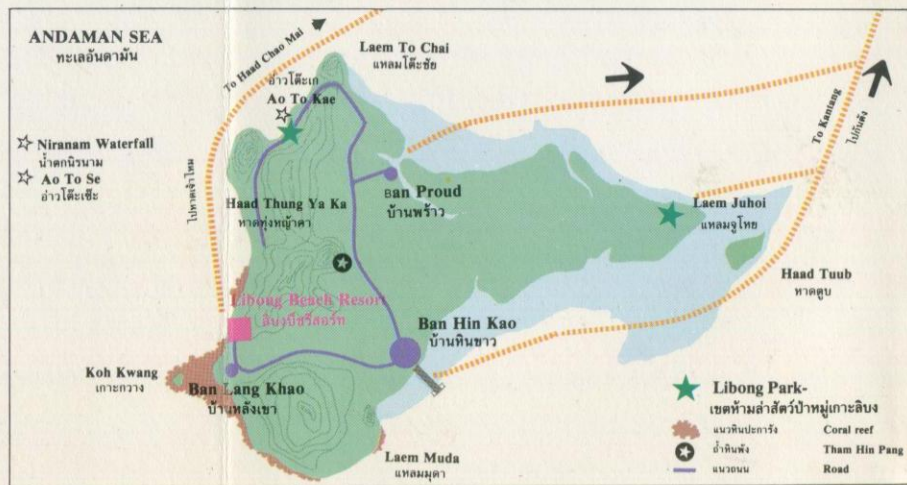 ANDAMAN SEA
ทะเลอันดามัน
To Haad Chao Mai
Laem To Chai
แหลมโต๊ะชัย
อ่าวโต๊ะเก
Ao To Kae
Niranam Waterfall
น้ำตกนิรนาม
Ao To Se
อ่าวโต๊ะเซ๊ะ
ไปหาดเจ้าไหม
To Kantang
ไปกันตัง
Ban Proud
บ้านพร้าว
Haad Thung Ya Ka
หาดทุ่งหญ้าคา
Laem Juhoi
แหลมจูโหย
Haad Tuub
หาดตูบ
Libong Beach Resort
ลิบงบีชรีสอร์ท
Ban Hin Kao
บ้านหินขาว
Koh Kwang
เกาะกวาง
Ban Lang Khao
บ้านหลังเขา
Laem Muda
แหลมมุดา
Libong Park-
เขตห้ามล่าสัตว์ป่าหมู่เกาะลิบง
แนวหินปะการัง Coral reef
ถ้ำหินพัง Tham Hin Pang
แนวถนน Road